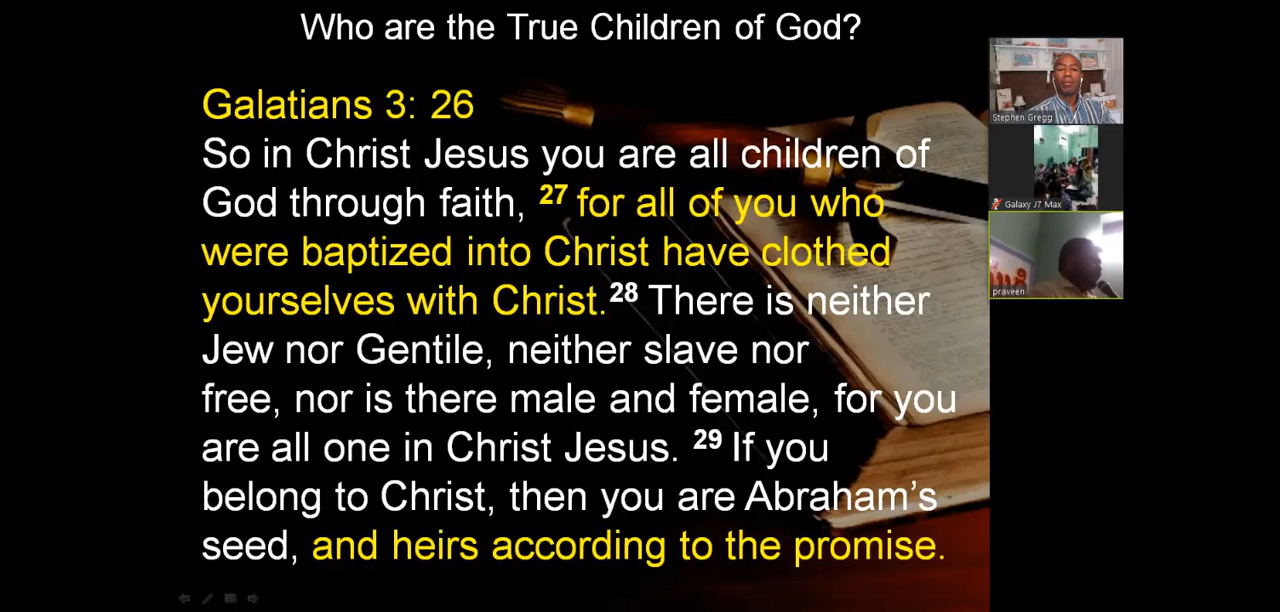 Who are the True Children of God?
Galatians 3: 26
So in Christ Jesus you are all children of
God through faith, 27 for all of you who
were baptized into Christ have clothed
yourselves with Christ.28 There is neither
Jew nor Gentile, neither slave nor
free, nor is there male and female, for you
are all one in Christ Jesus. 29 If you
belong to Christ, then you are Abraham’s
seed, and heirs according to the promise.
Stephen Gregg
Galaxy J7 Max
praveen